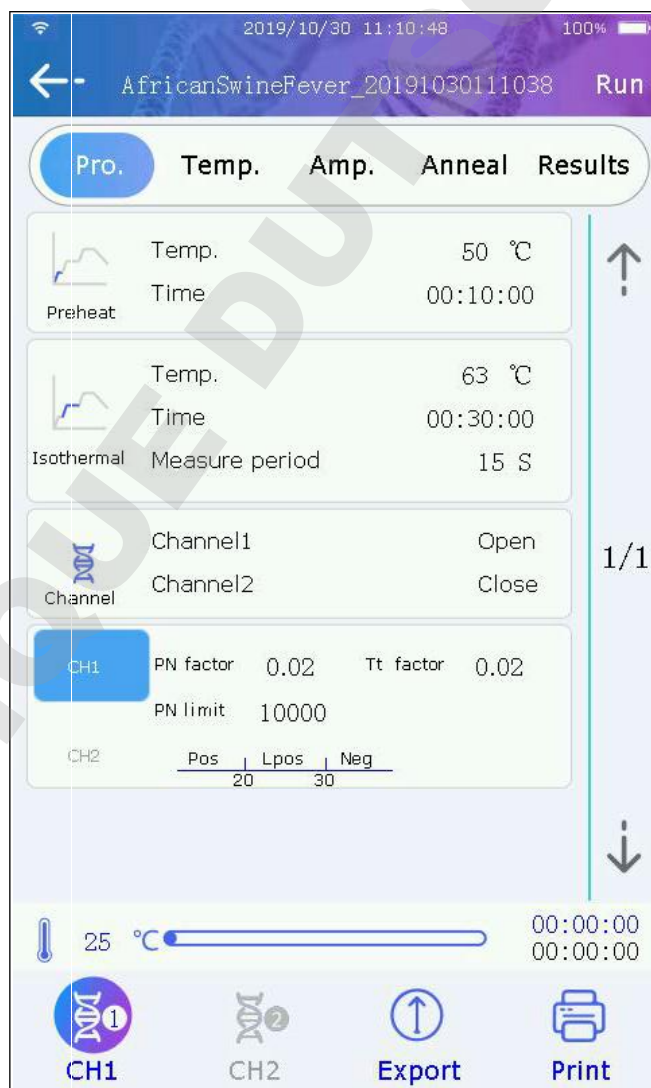 2019/10/30 11:10:48 100%
AfricanSwineFever_20191030111038 Run
Pro. Temp. Amp. Anneal Results
Temp. 50 ℃
Time 00:10:00
Preheat
Temp. 63 ℃
Time 00:30:00
Isothermal Measure period 15 S
Channel1 Open
Channel2 Close
Channel
1/1
CH1 PN factor 0.02 Tt factor 0.02
PN limit 10000
CH2 Pos Lpos Neg
20 30
25 ℃ 00:00:00
00:00:00
1 2
CH1 CH2 Export Print